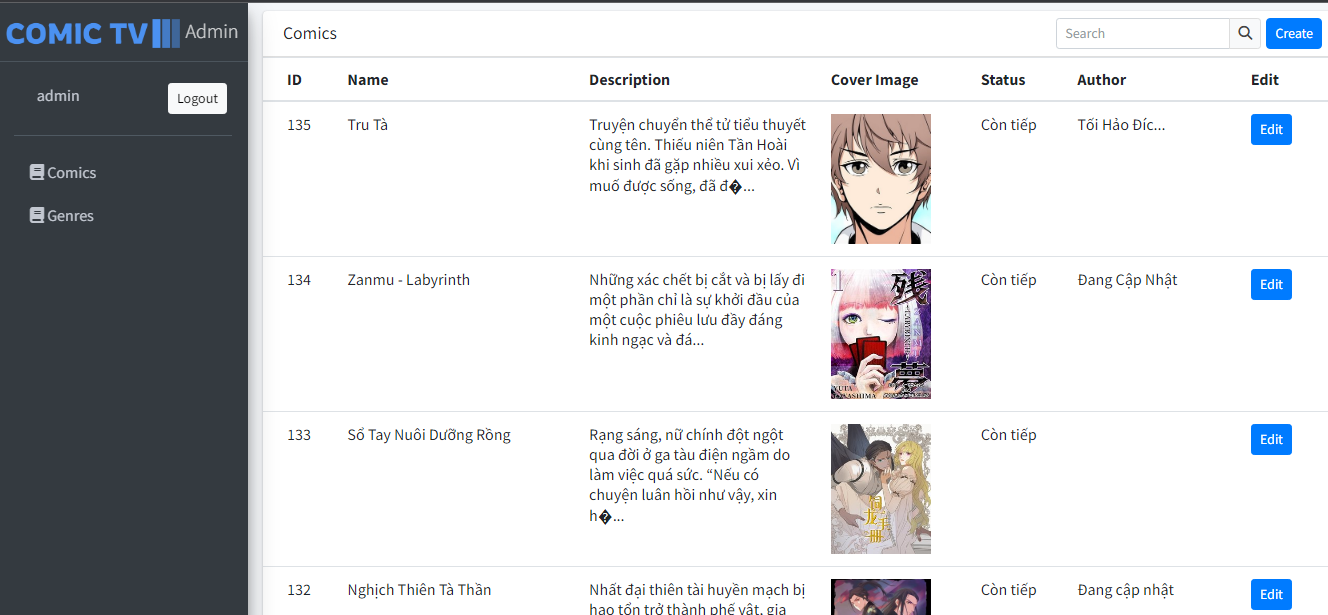 COMIC TV Admin
admin
Logout
Comics
Genres
Comics
Search
Create
ID Name Description Cover Image Status Author Edit
135 Tru Tà Truyện chuyển thể từ tiểu thuyết Còn tiếp Tối Hảo Đíc... Edit
cùng tên. Thiếu niên Tần Hoài
khi sinh đã gặp nhiều xui xẻo. Vì
muố được sống, đã đ�...
134 Zanmu - Labyrinth Những xác chết bị cắt và bị lấy đi Còn tiếp Đang Cập Nhật Edit
một phần chỉ là sự khởi đầu của
một cuộc phiêu lưu đầy đáng
kinh ngạc và đá...
1
残
夢
133 Sổ Tay Nuôi Dưỡng Rồng Rạng sáng, nữ chính đột ngột Còn tiếp Edit
qua đời ở ga tàu điện ngầm do
làm việc quá sức. “Nếu có
chuyện luân hồi như vậy, xin
h�...
饲
龙
手
册
132 Nghịch Thiên Tà Thần Nhất đại thiên tài huyền mạch bị Còn tiếp Đang cập nhật Edit
hao tổn trở thành phế vật, gia